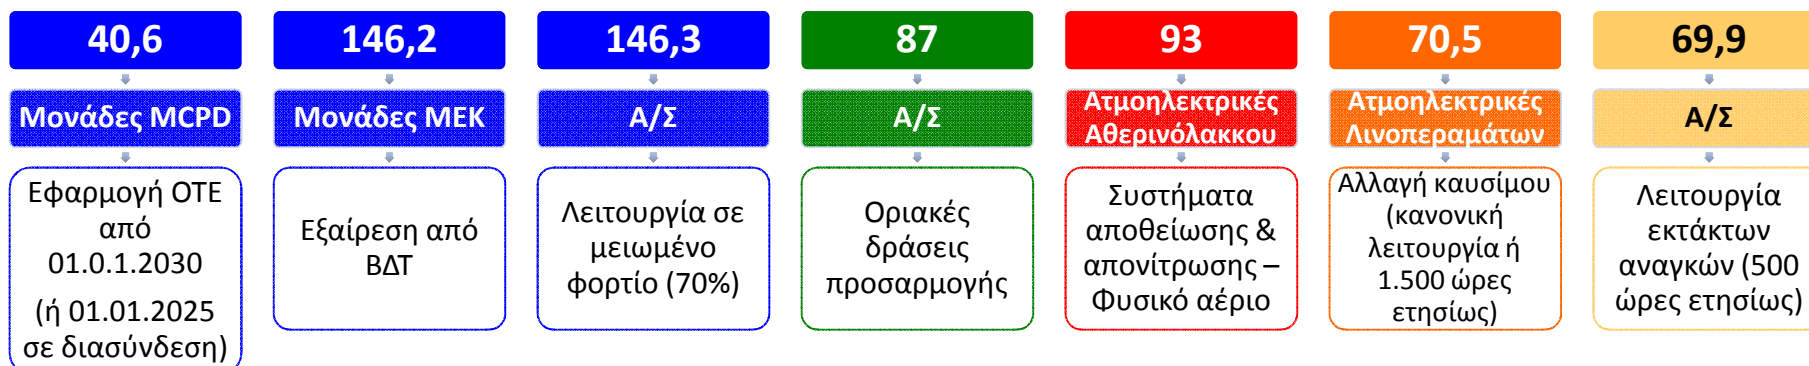 40,6
Μονάδες MCPD
Εφαρμογή ΟΤΕ
από
01.0.1.2030
(ή 01.01.2025
σε διασύνδεση)
146,2
Μονάδες ΜΕΚ
Εξαίρεση από
ΒΔΤ
146,3
Α/Σ
Λειτουργία σε
μειωμένο
φορτίο (70%)
87
Α/Σ
Οριακές
δράσεις
προσαρμογής
93
Ατμοηλεκτρικές
Αθερινόλακκου
Συστήματα
αποθείωσης &
απονίτρωσης –
Φυσικό αέριο
70,5
Ατμοηλεκτρικές
Λινοπεραμάτων
Αλλαγή καυσίμου
(κανονική
λειτουργία ή
1.500 ώρες
ετησίως)
69,9
Α/Σ
Λειτουργία
εκτάκτων
αναγκών (500
ώρες ετησίως)